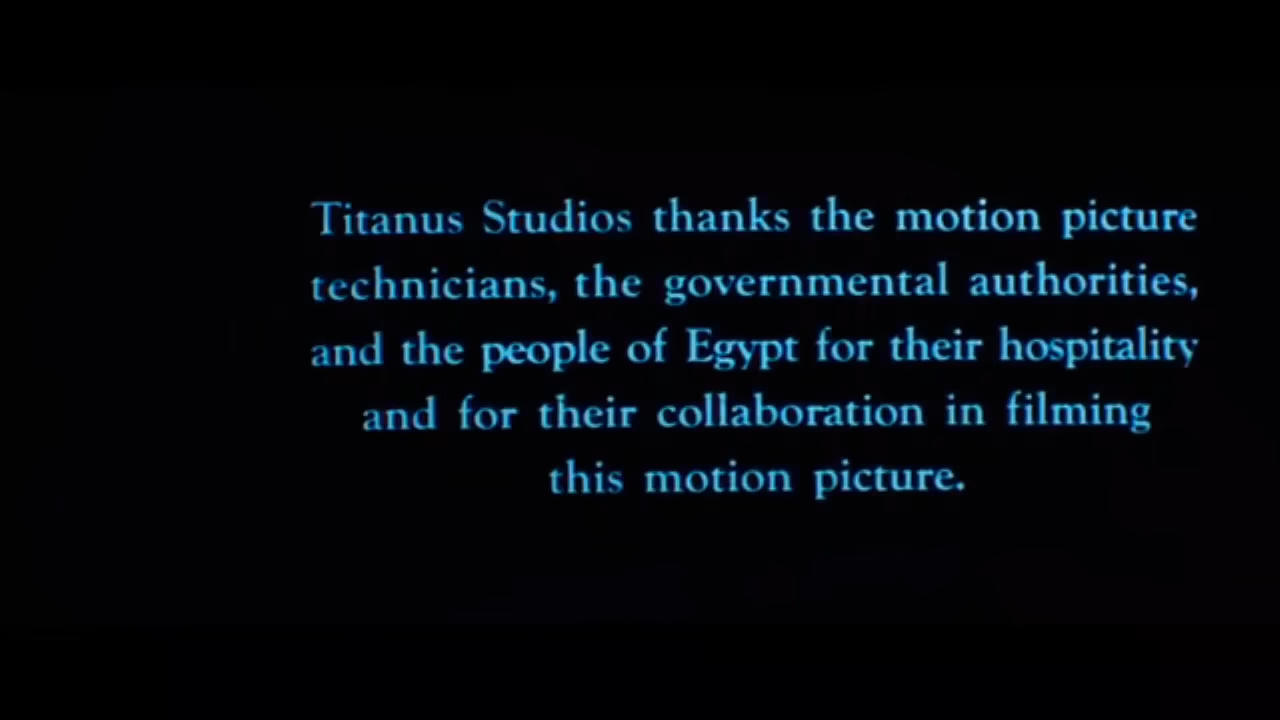 Titanus Studios thanks the motion picture
technicians, the governmental authorities,
and the people of Egypt for their hospitality
and for their collaboration in filming
this motion picture.